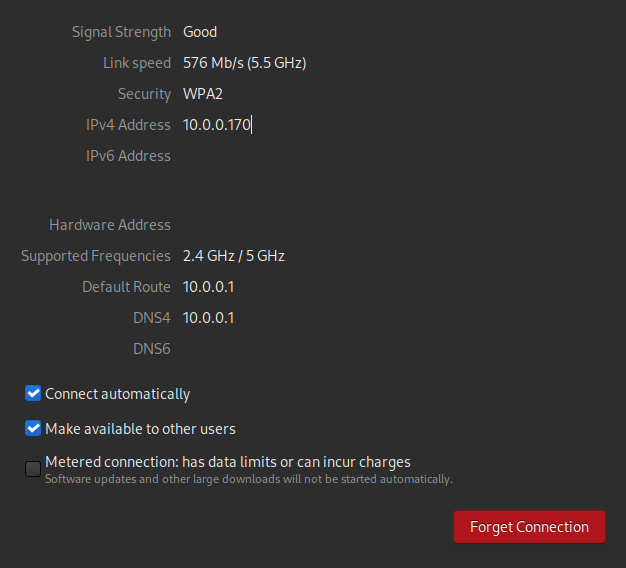 Signal Strength Good
Link speed 576 Mb/s (5.5 GHz)
Security WPA2
IPv4 Address 10.0.0.170
IPv6 Address
Hardware Address
Supported Frequencies 2.4 GHz / 5 GHz
Default Route 10.0.0.1
DNS4 10.0.0.1
DNS6
Connect automatically
Make available to other users
Metered connection: has data limits or can incur charges
Software updates and other large downloads will not be started automatically.
Forget Connection